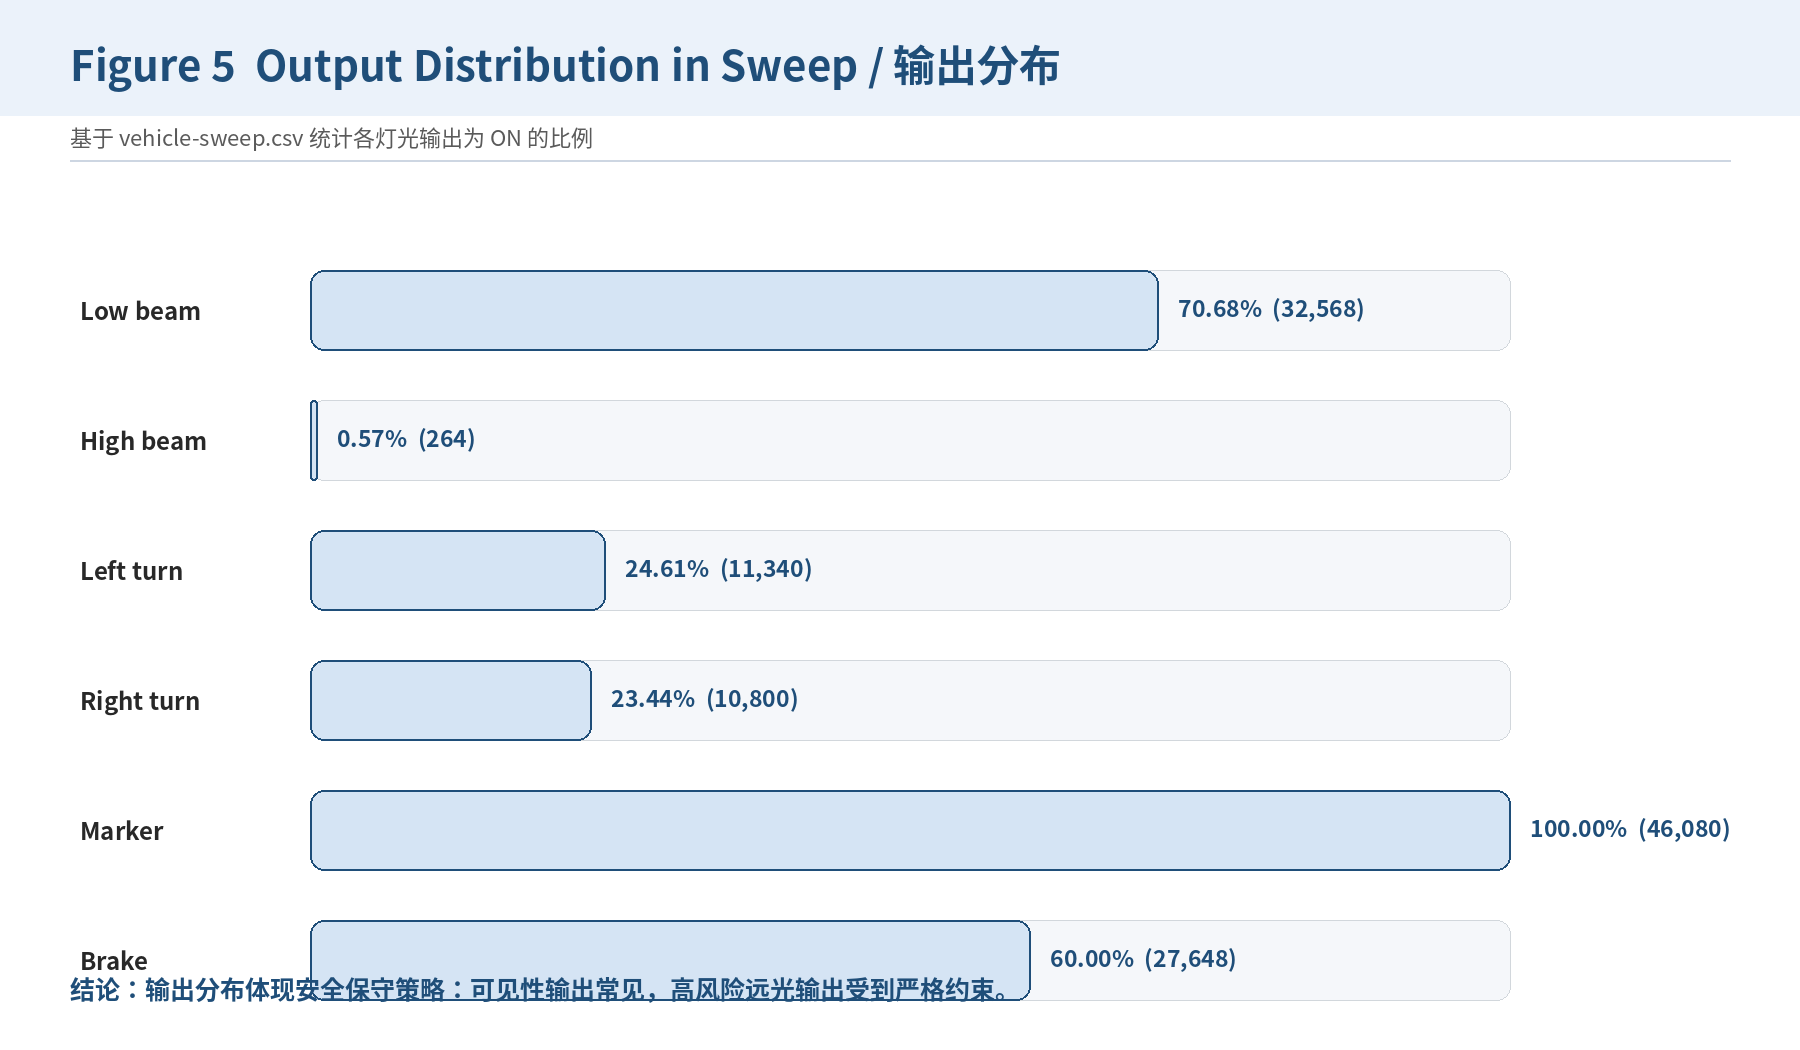 Figure 5  Output Distribution in Sweep / 输出分布
基于 vehicle-sweep.csv 统计各灯光输出为 ON 的比例
Low beam 70.68% (32,568)
High beam 0.57% (264)
Left turn 24.61% (11,340)
Right turn 23.44% (10,800)
Marker 100.00% (46,080)
Brake 60.00% (27,648)
结论：输出分布体现安全保守策略：可见性输出常见，高风险远光输出受到严格约束。